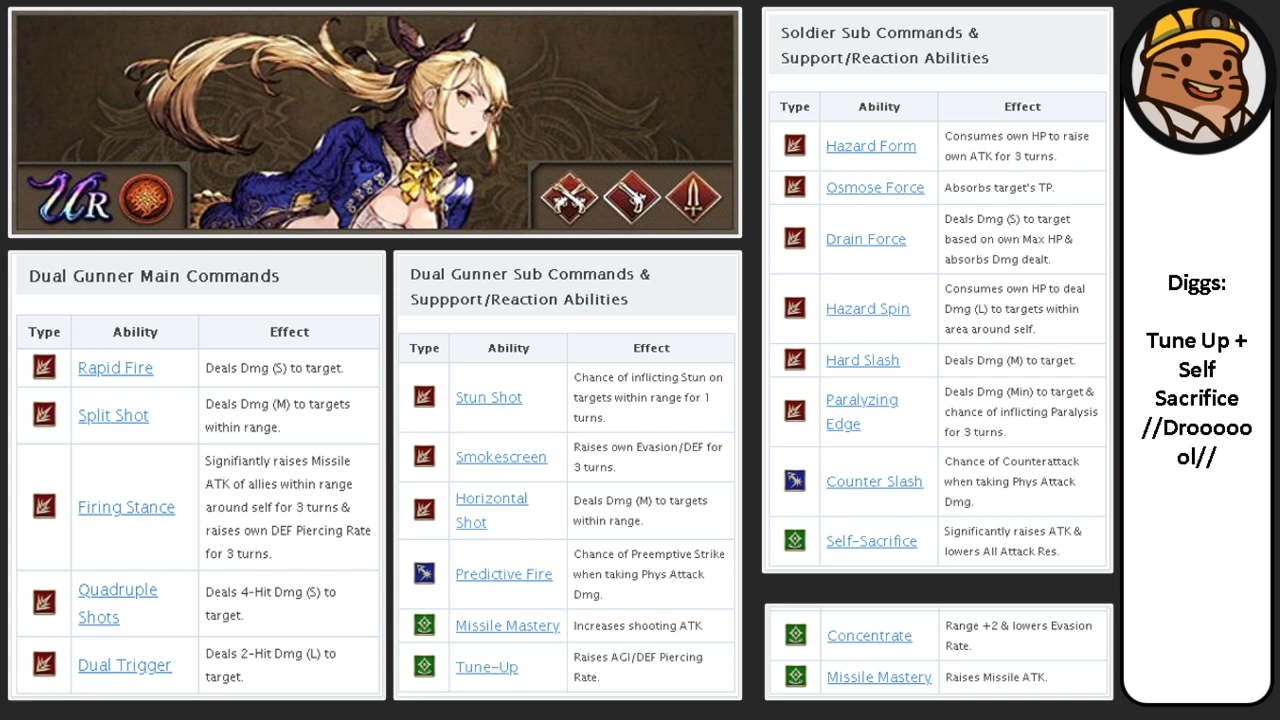 UR
Dual Gunner Main Commands
Type Ability Effect
Rapid Fire Deals Dmg (S) to target.
Split Shot Deals Dmg (M) to targets
within range.
Firing Stance Signifiantly raises Missile
ATK of allies within range
around self for 3 turns &
raises own DEF Piercing Rate
for 3 turns.
Quadruple
Shots
Deals 4-Hit Dmg (S) to
target.
Dual Trigger Deals 2-Hit Dmg (L) to
target.
Dual Gunner Sub Commands &
Suppport/Reaction Abilities
Type Ability Effect
Stun Shot Chance of inflicting Stun on
targets within range for 1
turns.
Smokescreen Raises own Evasion/DEF for
3 turns.
Horizontal
Shot
Deals Dmg (M) to targets
within range.
Predictive Fire Chance of Preemptive Strike
when taking Phys Attack
Dmg.
Missile Mastery Increases shooting ATK
Tune-Up Raises AGI/DEF Piercing
Rate.
Soldier Sub Commands &
Support/Reaction Abilities
Type Ability Effect
Hazard Form Consumes own HP to raise
own ATK for 3 turns.
Osmose Force Absorbs target's TP.
Drain Force Deals Dmg (S) to target
based on own Max HP &
absorbs Dmg dealt.
Hazard Spin Consumes own HP to deal
Dmg (L) to targets within
area around self.
Hard Slash Deals Dmg (M) to target.
Paralyzing
Edge
Deals Dmg (Min) to target &
chance of inflicting Paralysis
for 3 turns.
Counter Slash Chance of Counterattack
when taking Phys Attack
Dmg.
Self-Sacrifice Significantly raises ATK &
lowers All Attack Res.
Concentrate Range +2 & lowers Evasion
Rate.
Missile Mastery Raises Missile ATK.
Diggs:
Tune Up +
Self
Sacrifice
//Drooooo
ol//